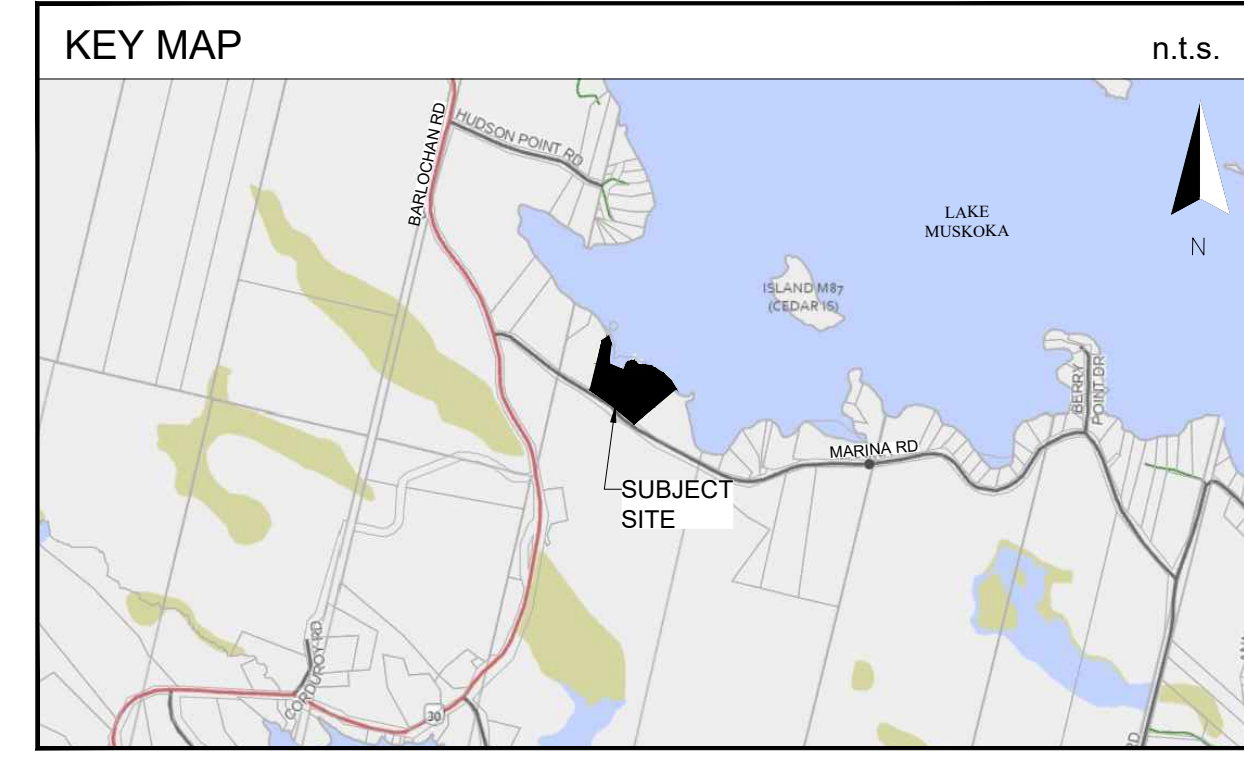 KEY MAP
n.t.s.
BARLOCHAN RD
HUDSON POINT RD
LAKE
MUSKOKA
N
ISLAND M87
(CEDAR IS)
BERRY
POINT DR
MARINA RD
SUBJECT
SITE
CORDUROY RD
30
RD